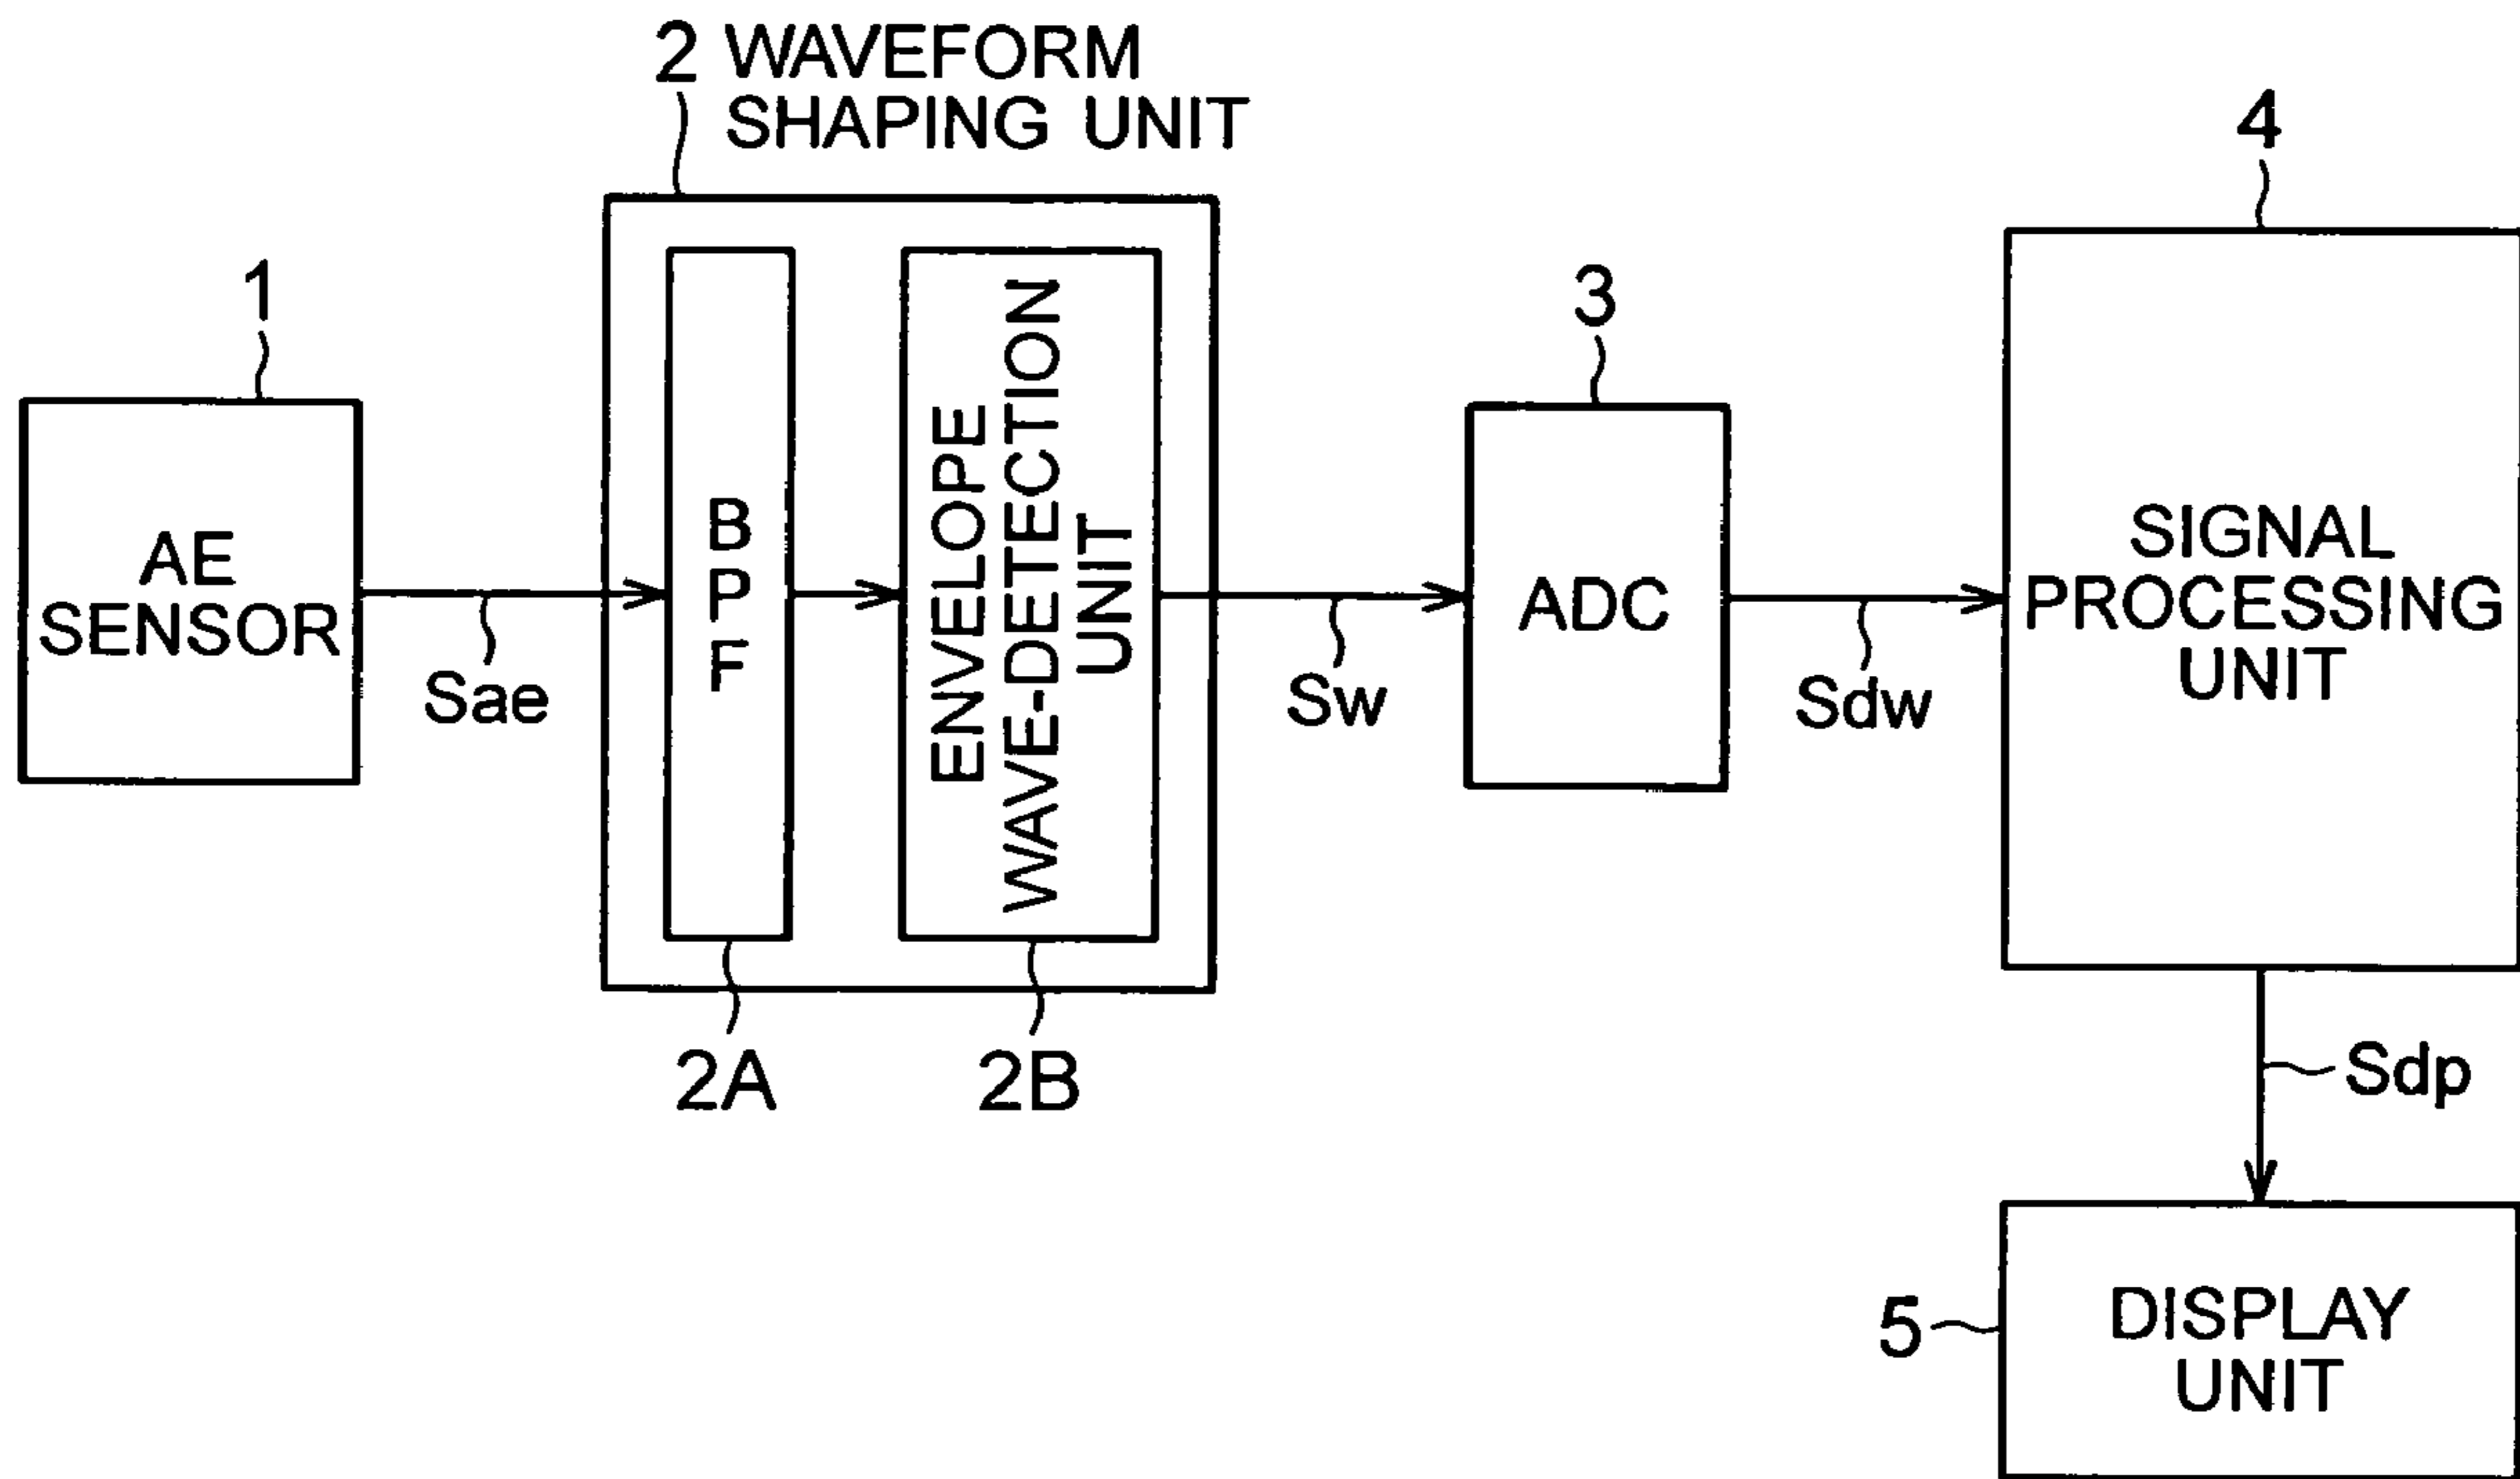 2 WAVEFORM
SHAPING UNIT
1
AE
SENSOR
Sae
B
P
F
2A
ENVELOPE
WAVE-DETECTION
UNIT
2B
Sw
3
ADC
Sdw
4
SIGNAL
PROCESSING
UNIT
Sdp
5
DISPLAY
UNIT